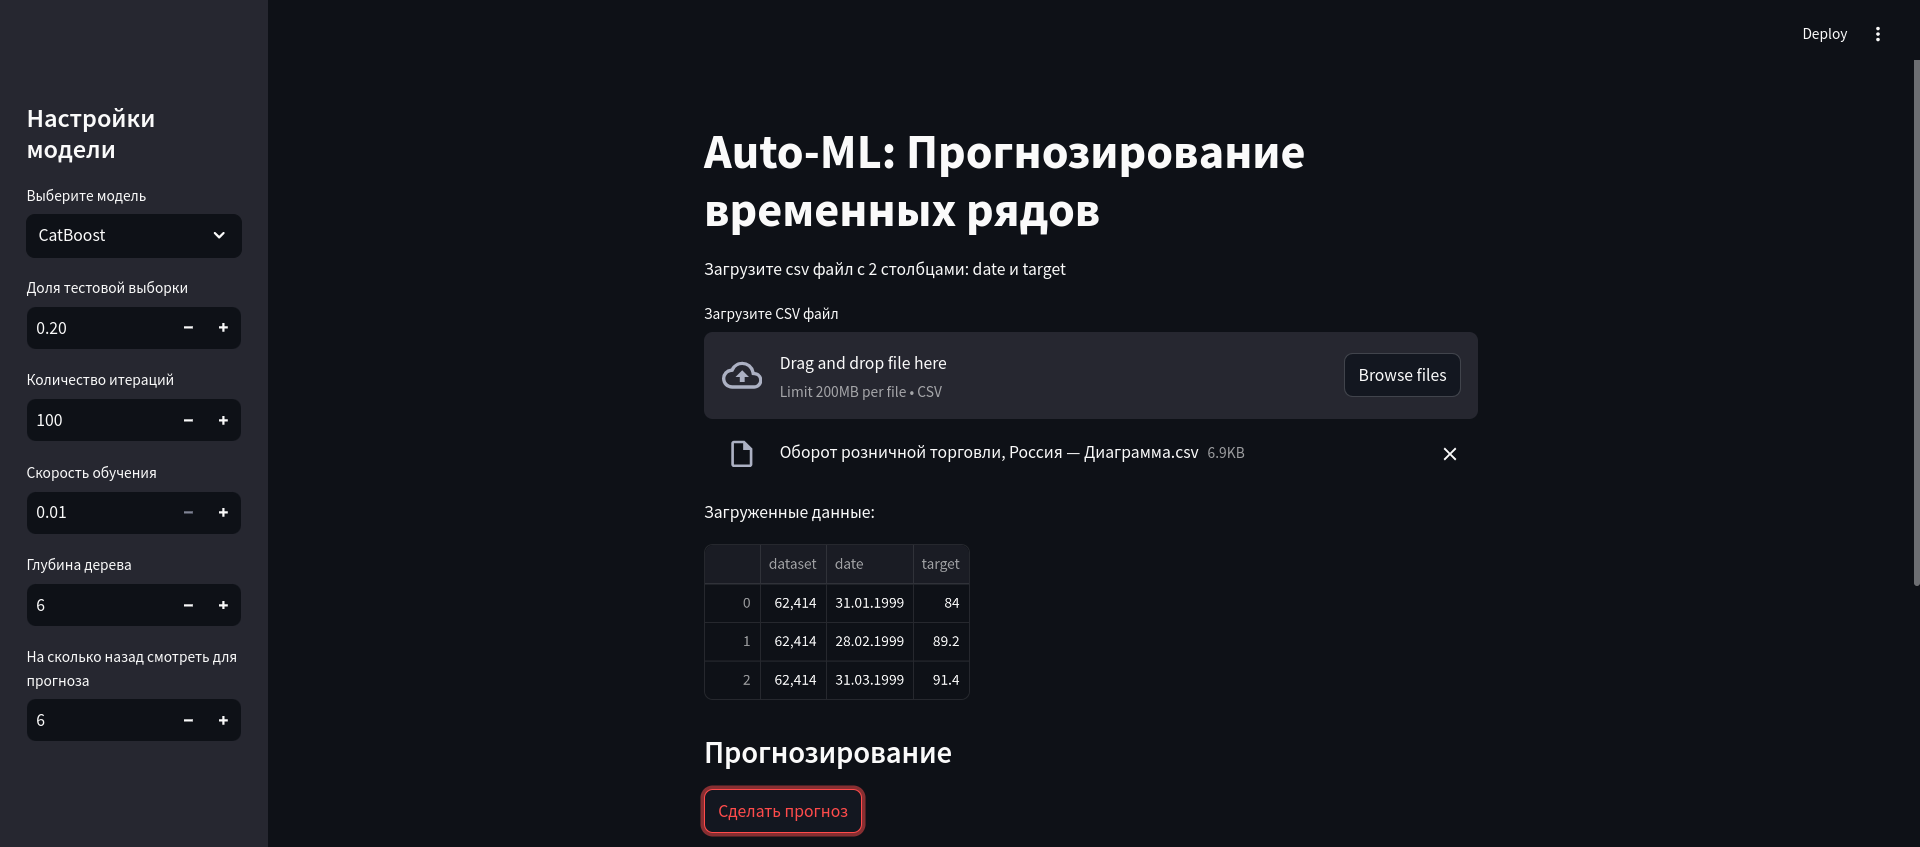 Deploy
Настройки
модели
Выберите модель
CatBoost
Доля тестовой выборки
0.20
Количество итераций
100
Скорость обучения
0.01
Глубина дерева
6
На сколько назад смотреть для
прогноза
6
Auto-ML: Прогнозирование
временных рядов
Загрузите csv файл с 2 столбцами: date и target
Загрузите CSV файл
Drag and drop file here
Limit 200MB per file • CSV
Browse files
Оборот розничной торговли, Россия — Диаграмма.csv 6.9KB
Загруженные данные:
dataset date target
0 62,414 31.01.1999 84
1 62,414 28.02.1999 89.2
2 62,414 31.03.1999 91.4
Прогнозирование
Сделать прогноз